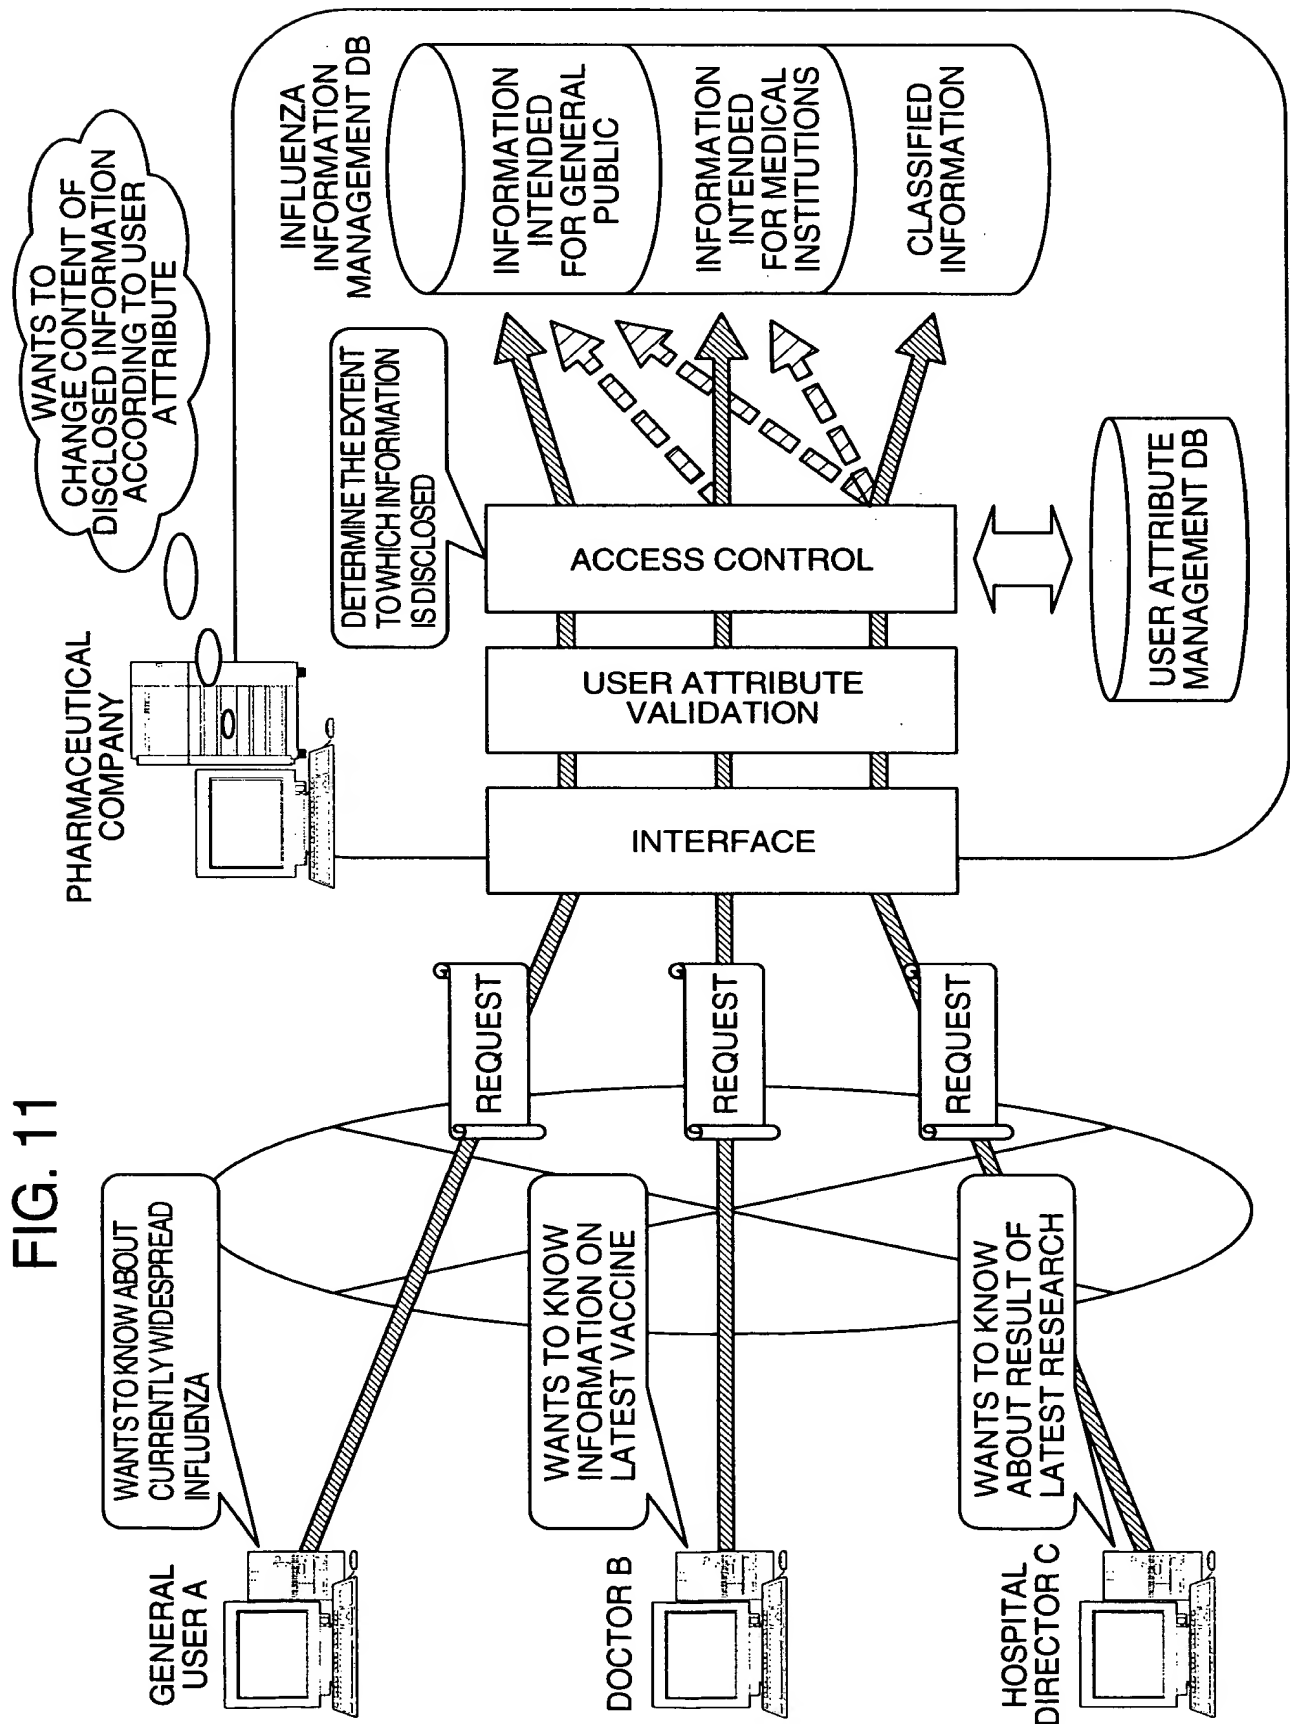 FIG. 11
GENERAL
USER A
WANTS TO KNOW ABOUT
CURRENTLY WIDESPREAD
INFLUENZA
DOCTOR B
WANTS TO KNOW
INFORMATION ON
LATEST VACCINE
HOSPITAL
DIRECTOR C
WANTS TO KNOW
ABOUT RESULT OF
LATEST RESEARCH
REQUEST
REQUEST
REQUEST
PHARMACEUTICAL
COMPANY
WANTS TO
CHANGE CONTENT OF
DISCLOSED INFORMATION
ACCORDING TO USER
ATTRIBUTE
INTERFACE
USER ATTRIBUTE
VALIDATION
ACCESS CONTROL
DETERMINE THE EXTENT
TO WHICH INFORMATION
IS DISCLOSED
USER ATTRIBUTE
MANAGEMENT DB
INFLUENZA
INFORMATION
MANAGEMENT DB
INFORMATION
INTENDED
FOR GENERAL
PUBLIC
INFORMATION
INTENDED
FOR MEDICAL
INSTITUTIONS
CLASSIFIED
INFORMATION